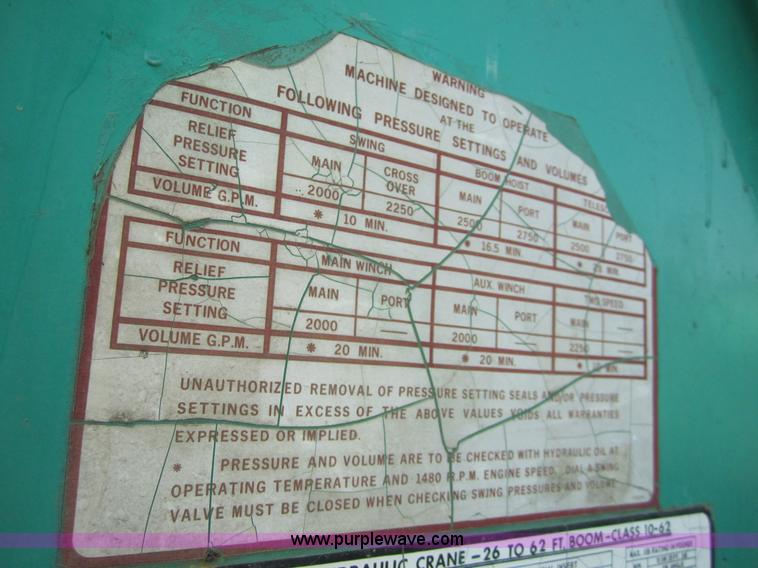 WARNING
MACHINE DESIGNED TO OPERATE
AT THE
FOLLOWING PRESSURE SETTINGS AND VOLUMES
FUNCTION SWING BOOM HOIST TELES
RELIEF PRESSURE SETTING MAIN CROSS OVER MAIN PORT MAIN PORT
2000 2250 2500 2750 2500 2750
VOLUME G.P.M. * 10 MIN. * 16.5 MIN. * MIN.
FUNCTION MAIN WINCH AUX. WINCH TWO SPEED
RELIEF PRESSURE SETTING MAIN PORT MAIN PORT MAIN —
2000 — 2000 — 2250 —
VOLUME G.P.M. * 20 MIN. * 20 MIN. * MIN.
UNAUTHORIZED REMOVAL OF PRESSURE SETTING SEALS AND/OR PRESSURE
SETTINGS IN EXCESS OF THE ABOVE VALUES VOIDS ALL WARRANTIES
EXPRESSED OR IMPLIED.
* PRESSURE AND VOLUME ARE TO BE CHECKED WITH HYDRAULIC OIL AT
OPERATING TEMPERATURE AND 1480 R.P.M. ENGINE SPEED. DIAL-A-SWING
VALVE MUST BE CLOSED WHEN CHECKING SWING PRESSURES AND VOLUME
www.purplewave.com
DRAULIC CRANE – 26 TO 62 FT. BOOM – CLASS 10-62